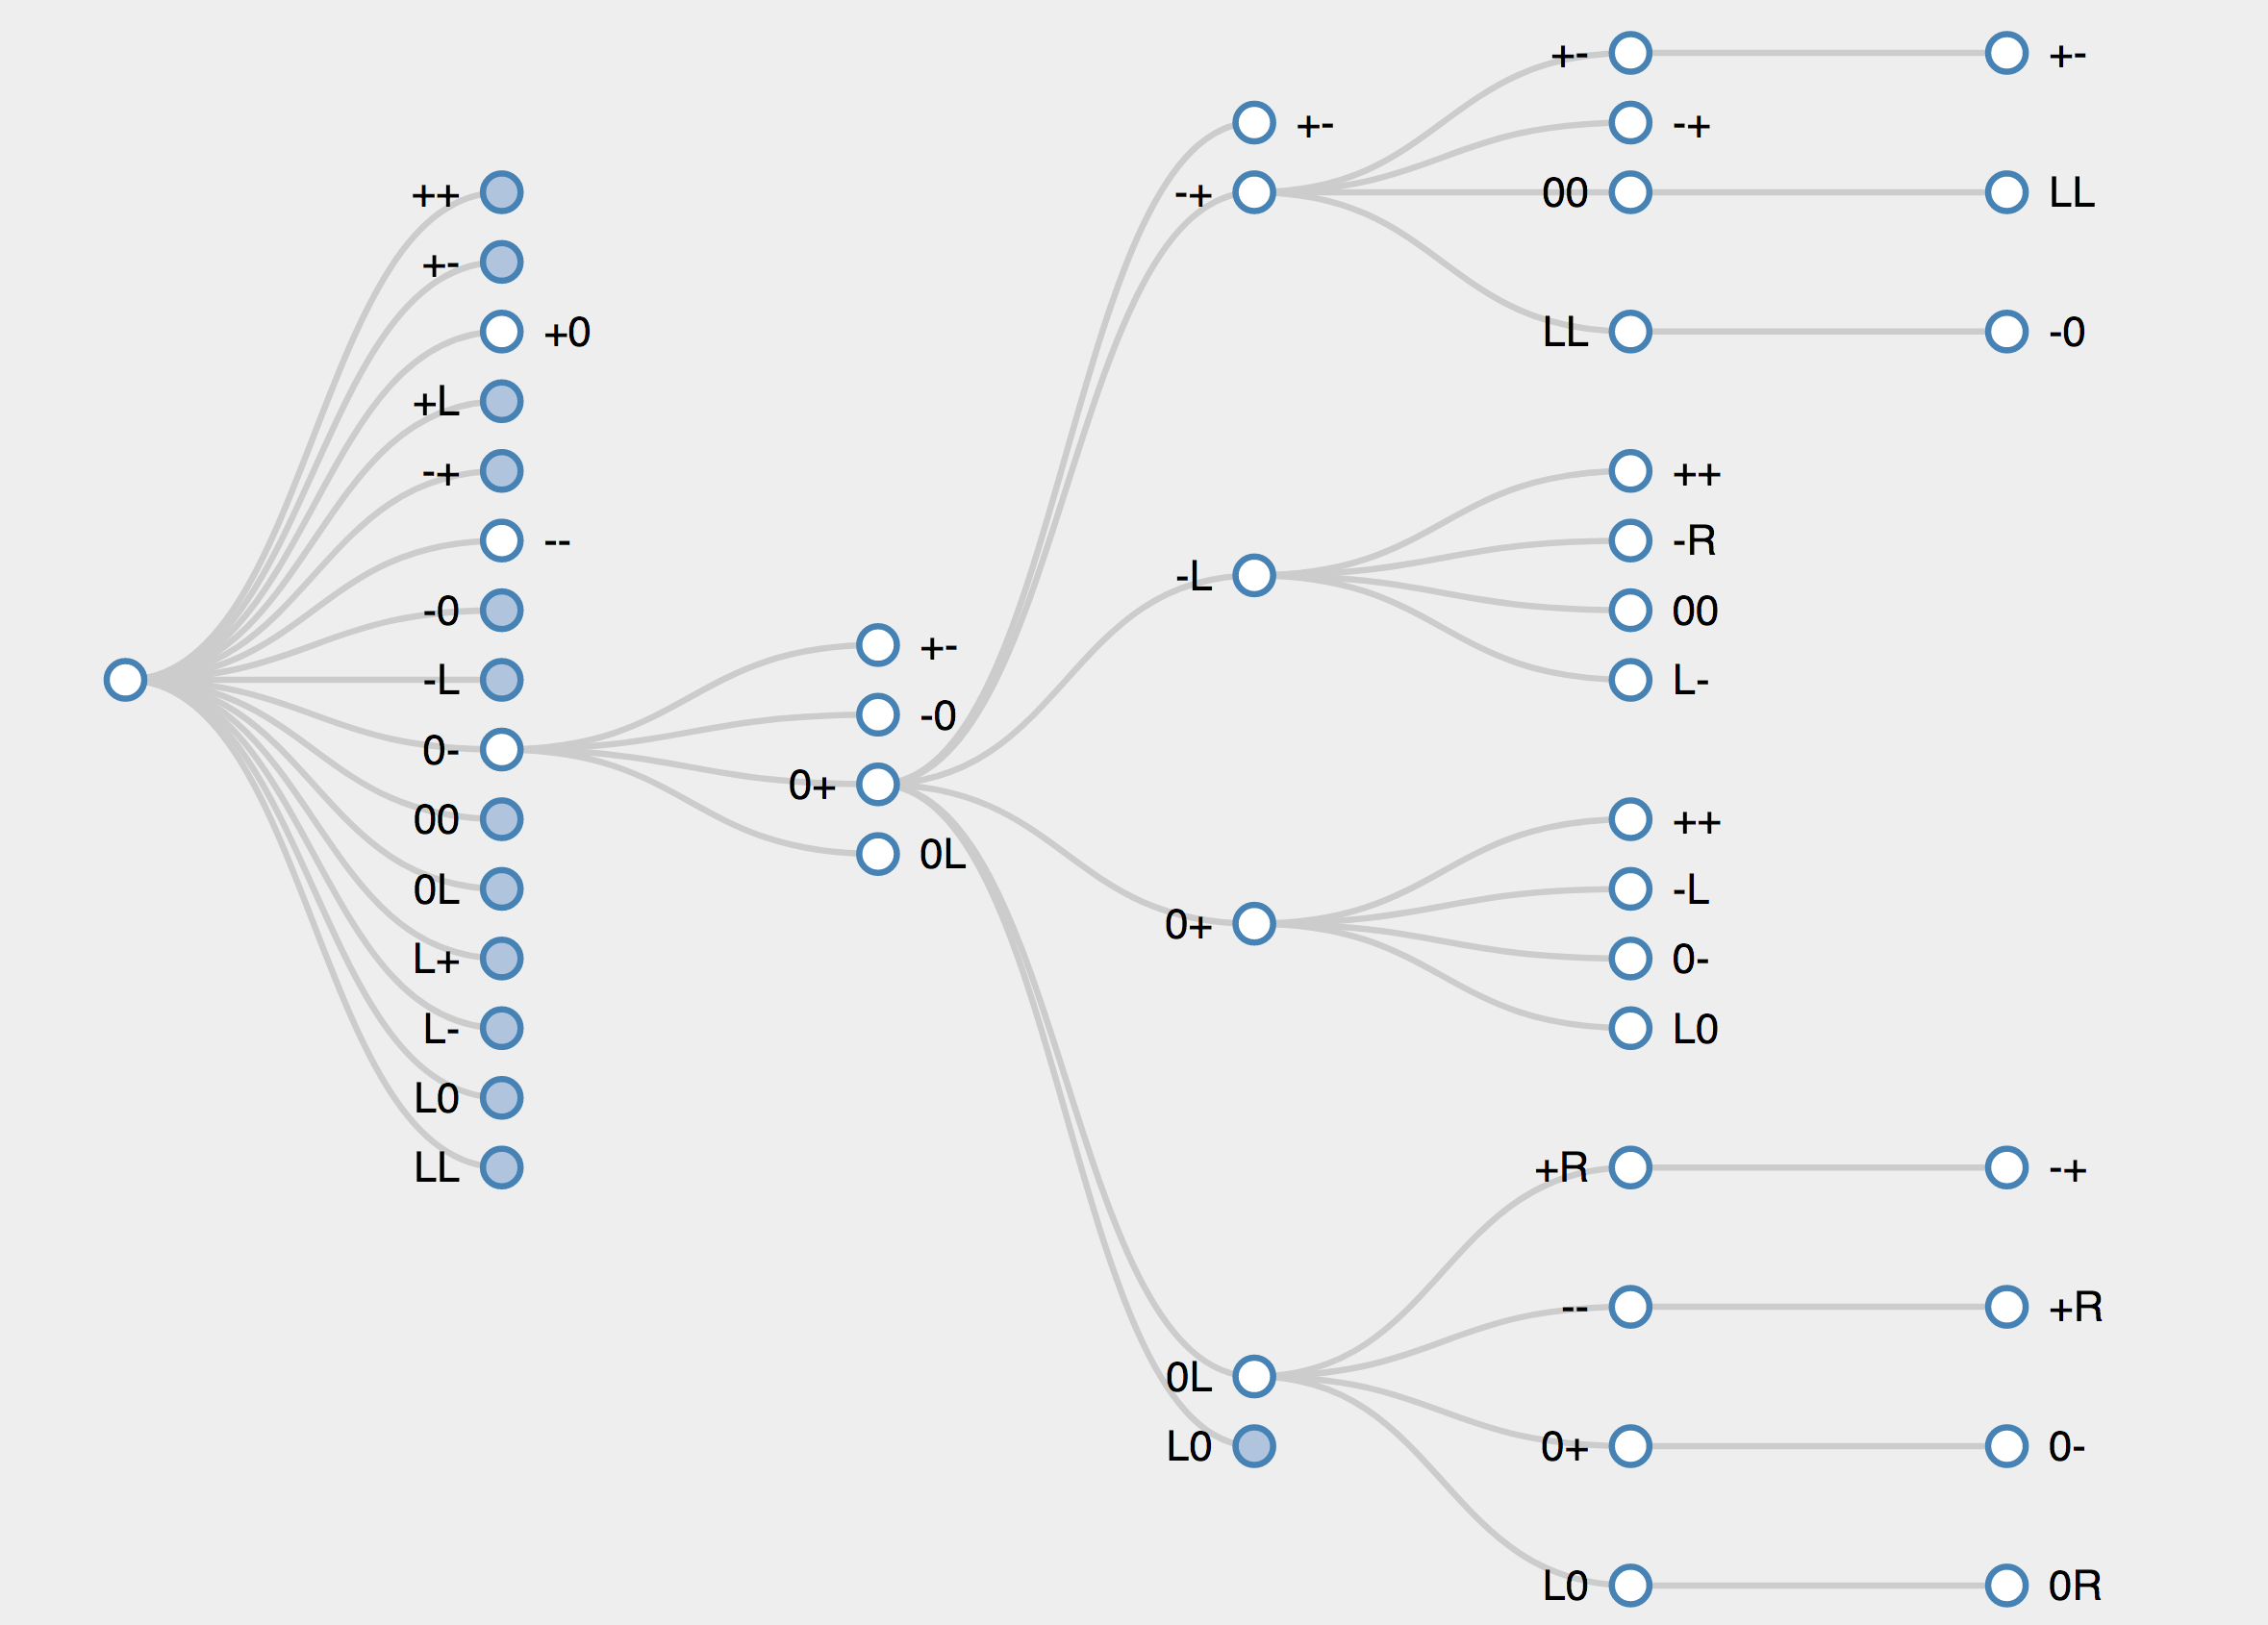 ++
+-
+0
+L
-+
--
-0
-L
0-
00
0L
L+
L-
L0
LL
+-
-0
0+
0L
+-
-+
-L
0+
0L
L0
+-
-+
00
LL
++
-R
00
L-
++
-L
0-
L0
+R
--
0+
L0
+-
LL
-0
-+
+R
0-
0R